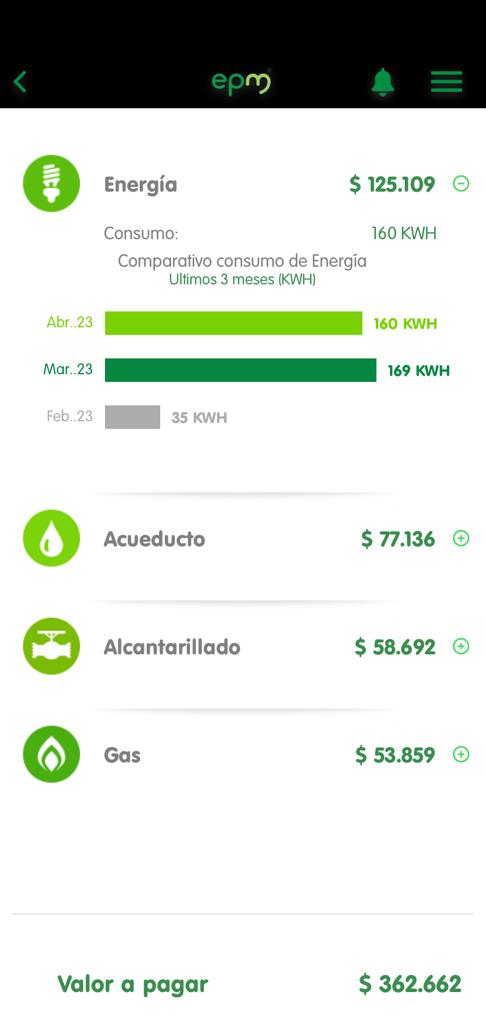 epm
Energía $ 125.109
Consumo: 160 KWH
Comparativo consumo de Energía
Ultimos 3 meses (KWH)
Abr..23 160 KWH
Mar..23 169 KWH
Feb..23 35 KWH
Acueducto $ 77.136
Alcantarillado $ 58.692
Gas $ 53.859
Valor a pagar $ 362.662